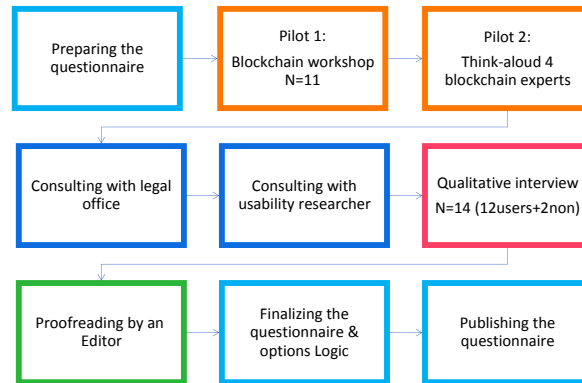 Preparing the
questionnaire
Pilot 1:
Blockchain workshop
N=11
Pilot 2:
Think-aloud 4
blockchain experts
Consulting with legal
office
Consulting with
usability researcher
Qualitative interview
N=14 (12users+2non)
Proofreading by an
Editor
Finalizing the
questionnaire &
options Logic
Publishing the
questionnaire